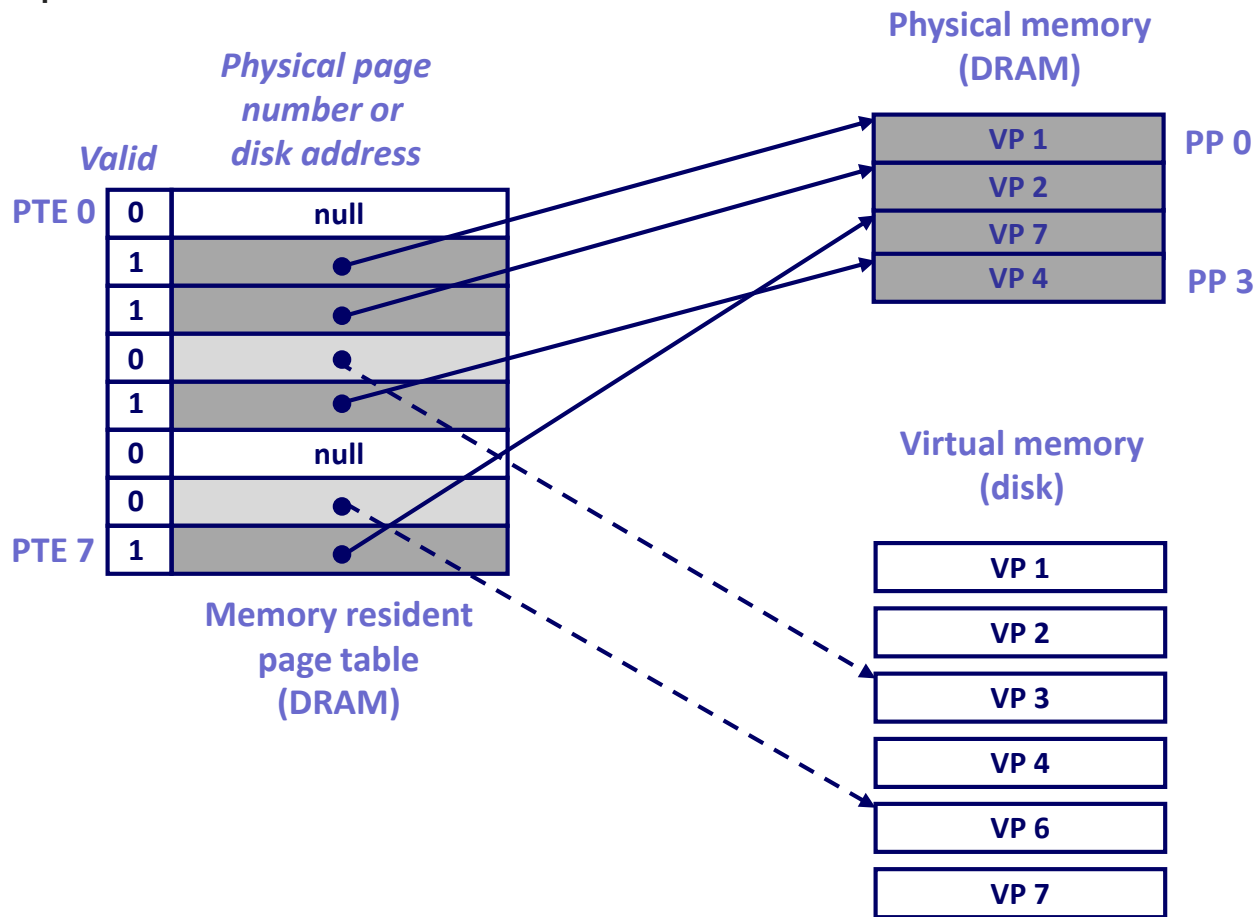 Physical memory
(DRAM)
Physical page
number or
disk address
Valid
VP 1
PP 0
VP 2
PTE 0
0
null
VP 7
1
VP 4
PP 3
1
0
1
0
null
Virtual memory
(disk)
0
PTE 7
1
VP 1
Memory resident
page table
(DRAM)
VP 2
VP 3
VP 4
VP 6
VP 7